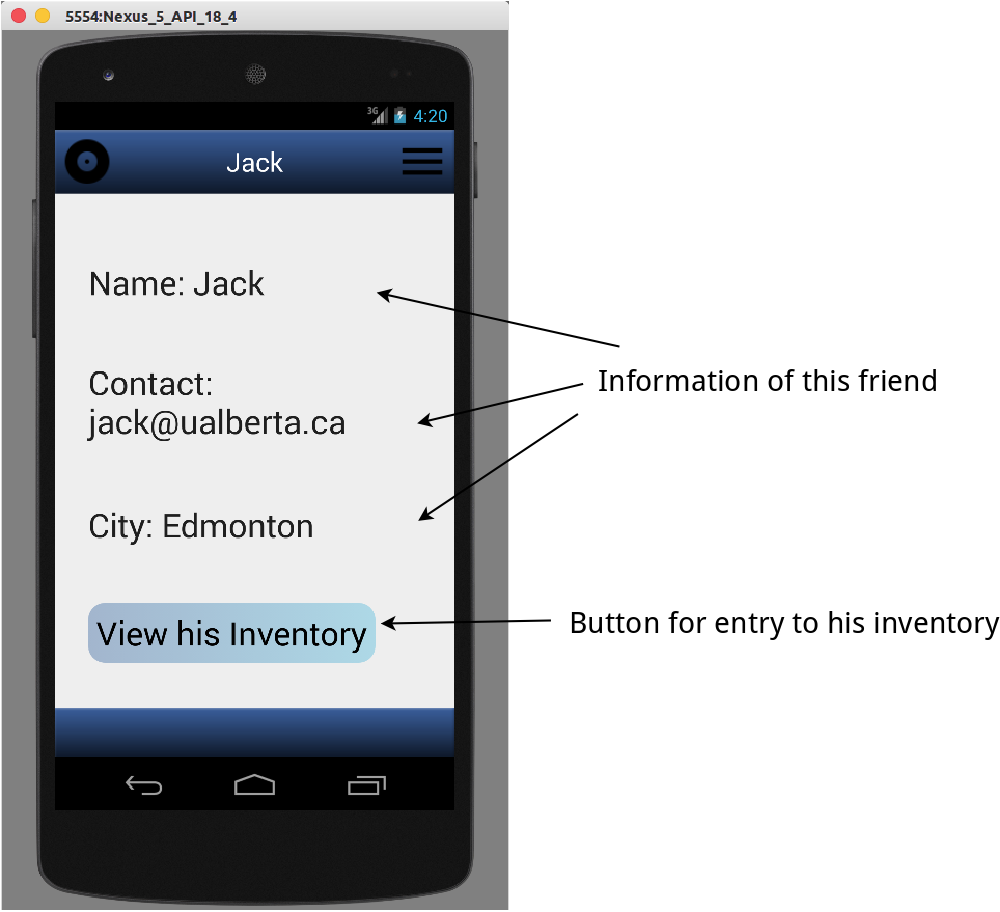 5554:Nexus_5_API_18_4
3G 4:20
Jack
Name: Jack
Contact:
jack@ualberta.ca
City: Edmonton
View his Inventory
Information of this friend
Button for entry to his inventory